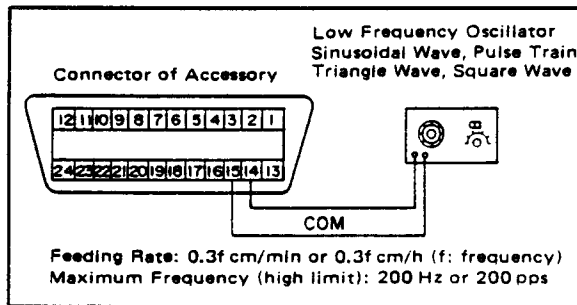 Low Frequency Oscillator
Sinusoidal Wave, Pulse Train
Triangle Wave, Square Wave
Connector of Accessory
12 11 10 9 8 7 6 5 4 3 2 1
24 23 22 21 20 19 18 17 16 15 14 13
COM
Feeding Rate: 0.3f cm/min or 0.3f cm/h (f: frequency)
Maximum Frequency (high limit): 200 Hz or 200 pps